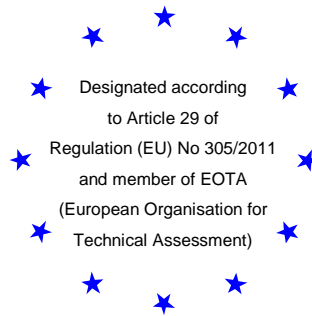 Designated according
to Article 29 of
Regulation (EU) No 305/2011
and member of EOTA
(European Organisation for
Technical Assessment)